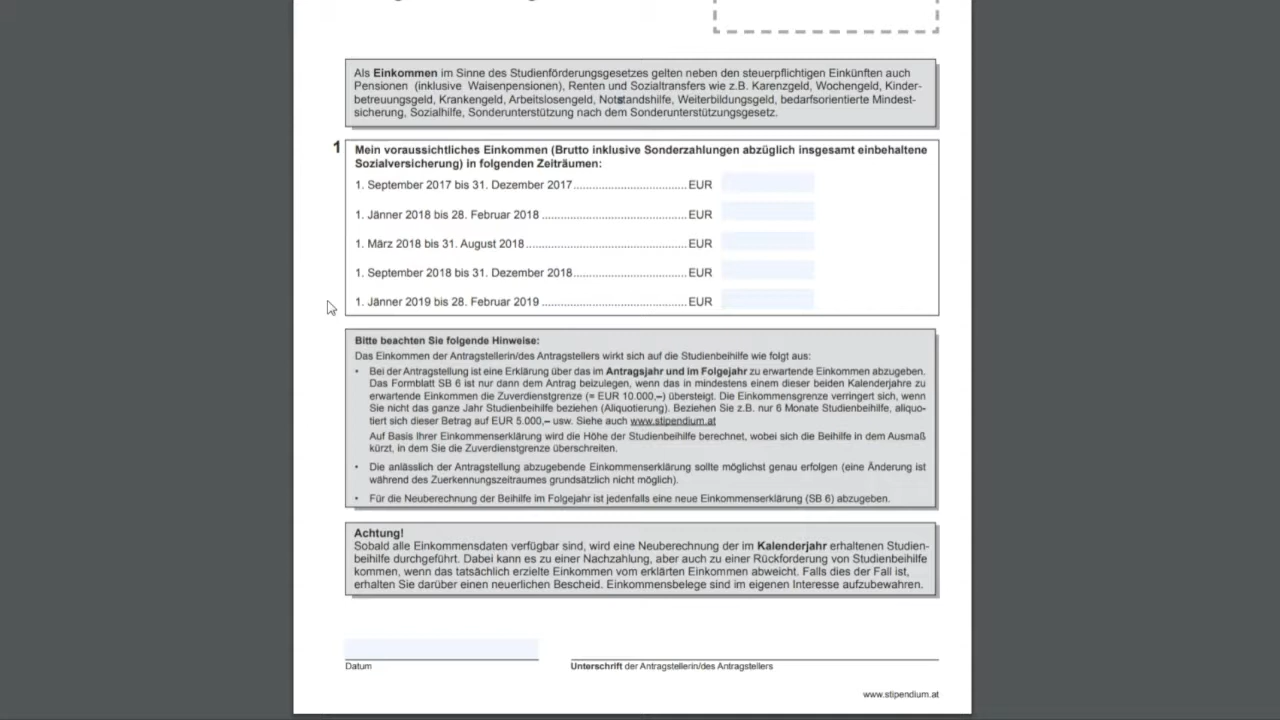 Als Einkommen im Sinne des Studienförderungsgesetzes gelten neben den steuerpflichtigen Einkünften auch
Pensionen (inklusive Waisenpensionen), Renten und Sozialtransfers wie z.B. Karenzgeld, Wochengeld, Kinder-
betreuungsgeld, Krankengeld, Arbeitslosengeld, Notstandshilfe, Weiterbildungsgeld, bedarfsorientierte Mindest-
sicherung, Sozialhilfe, Sonderunterstützung nach dem Sonderunterstützungsgesetz.
1 Mein voraussichtliches Einkommen (Brutto inklusive Sonderzahlungen abzüglich insgesamt einbehaltene
Sozialversicherung) in folgenden Zeiträumen:
1. September 2017 bis 31. Dezember 2017 EUR
1. Jänner 2018 bis 28. Februar 2018 EUR
1. März 2018 bis 31. August 2018 EUR
1. September 2018 bis 31. Dezember 2018 EUR
1. Jänner 2019 bis 28. Februar 2019 EUR
Bitte beachten Sie folgende Hinweise:
Das Einkommen der Antragstellerin/des Antragstellers wirkt sich auf die Studienbeihilfe wie folgt aus:
• Bei der Antragstellung ist eine Erklärung über das im Antragsjahr und im Folgejahr zu erwartende Einkommen abzugeben.
Das Formblatt SB 6 ist nur dann dem Antrag beizulegen, wenn das in mindestens einem dieser beiden Kalenderjahre zu
erwartende Einkommen die Zuverdienstgrenze (= EUR 10.000,–) übersteigt. Die Einkommensgrenze verringert sich, wenn
Sie nicht das ganze Jahr Studienbeihilfe beziehen (Aliquotierung). Beziehen Sie z.B. nur 6 Monate Studienbeihilfe, aliquo-
tiert sich dieser Betrag auf EUR 5.000,– usw. Siehe auch www.stipendium.at
Auf Basis Ihrer Einkommenserklärung wird die Höhe der Studienbeihilfe berechnet, wobei sich die Beihilfe in dem Ausmaß
kürzt, in dem Sie die Zuverdienstgrenze überschreiten.
• Die anlässlich der Antragstellung abzugebende Einkommenserklärung sollte möglichst genau erfolgen (eine Änderung ist
während des Zuerkennungszeitraumes grundsätzlich nicht möglich).
• Für die Neuberechnung der Beihilfe im Folgejahr ist jedenfalls eine neue Einkommenserklärung (SB 6) abzugeben.
Achtung!
Sobald alle Einkommensdaten verfügbar sind, wird eine Neuberechnung der im Kalenderjahr erhaltenen Studien-
beihilfe durchgeführt. Dabei kann es zu einer Nachzahlung, aber auch zu einer Rückforderung von Studienbeihilfe
kommen, wenn das tatsächlich erzielte Einkommen vom erklärten Einkommen abweicht. Falls dies der Fall ist,
erhalten Sie darüber einen neuerlichen Bescheid. Einkommensbelege sind im eigenen Interesse aufzubewahren.
Datum
Unterschrift der Antragstellerin/des Antragstellers
www.stipendium.at